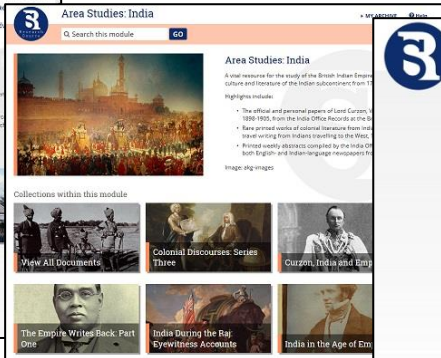 Area Studies: India
MY ARCHIVE
Help
Search this module
GO
Area Studies: India
A vital resource for the study of the British Indian Empire
culture and literature of the Indian subcontinent from
Highlights include:
The official and personal papers of Lord Curzon,
1898-1905, from the India Office Records at the
Rare printed works of colonial literature from
travel writing from Indians travelling to the West,
Printed weekly abstracts compiled by the India
both English- and Indian-language newspapers
Image: akg-images
Collections within this module
View All Documents
Colonial Discourses: Series
Three
Curzon, India and Emp
The Empire Writes Back: Part
One
India During the Raj:
Eyewitness Accounts
India in the Age of Em